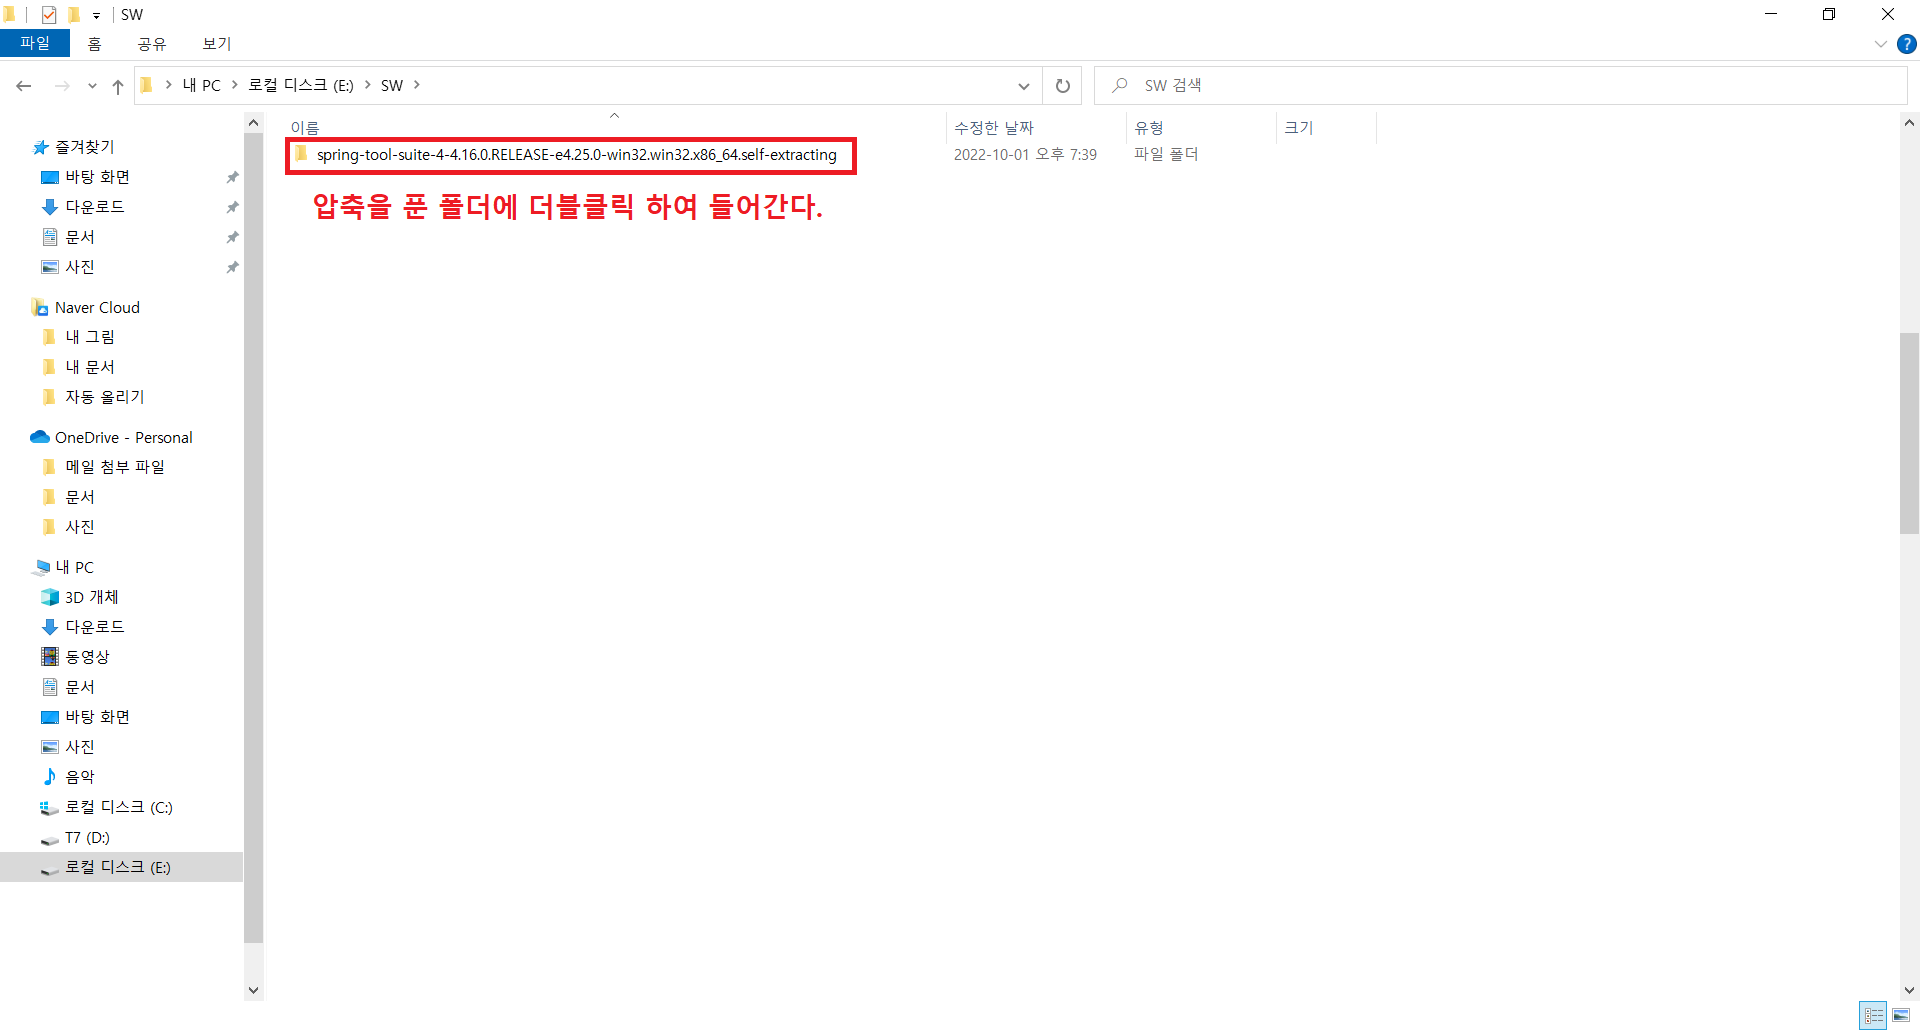 SW
파일 홈 공유 보기
내 PC 로컬 디스크 (E:) SW
SW 검색
이름 수정한 날짜 유형 크기
spring-tool-suite-4-4.16.0.RELEASE-e4.25.0-win32.win32.x86_64.self-extracting 2022-10-01 오후 7:39 파일 폴더
압축을 푼 폴더에 더블클릭 하여 들어간다.
즐겨찾기
바탕 화면
다운로드
문서
사진
Naver Cloud
내 그림
내 문서
자동 올리기
OneDrive - Personal
메일 첨부 파일
문서
사진
내 PC
3D 개체
다운로드
동영상
문서
바탕 화면
사진
음악
로컬 디스크 (C:)
T7 (D:)
로컬 디스크 (E:)